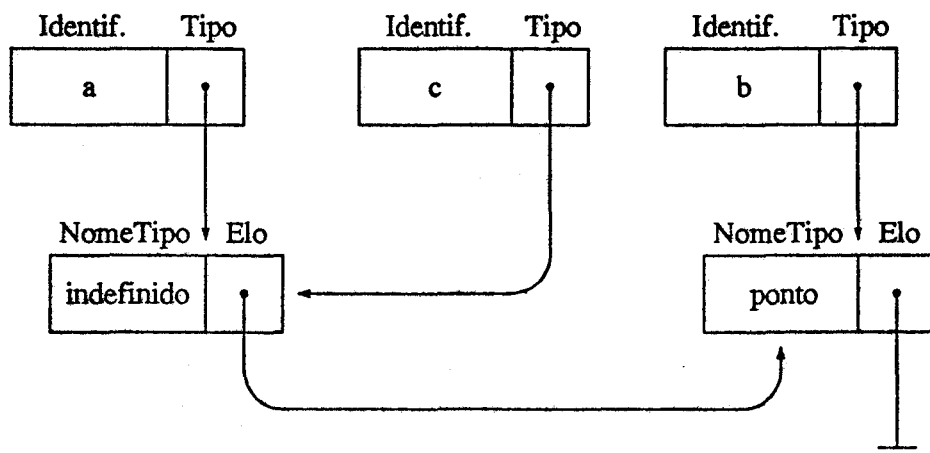 Identif. Tipo Identif. Tipo Identif. Tipo
a c b
NomeTipo Elo NomeTipo Elo
indefinido ponto